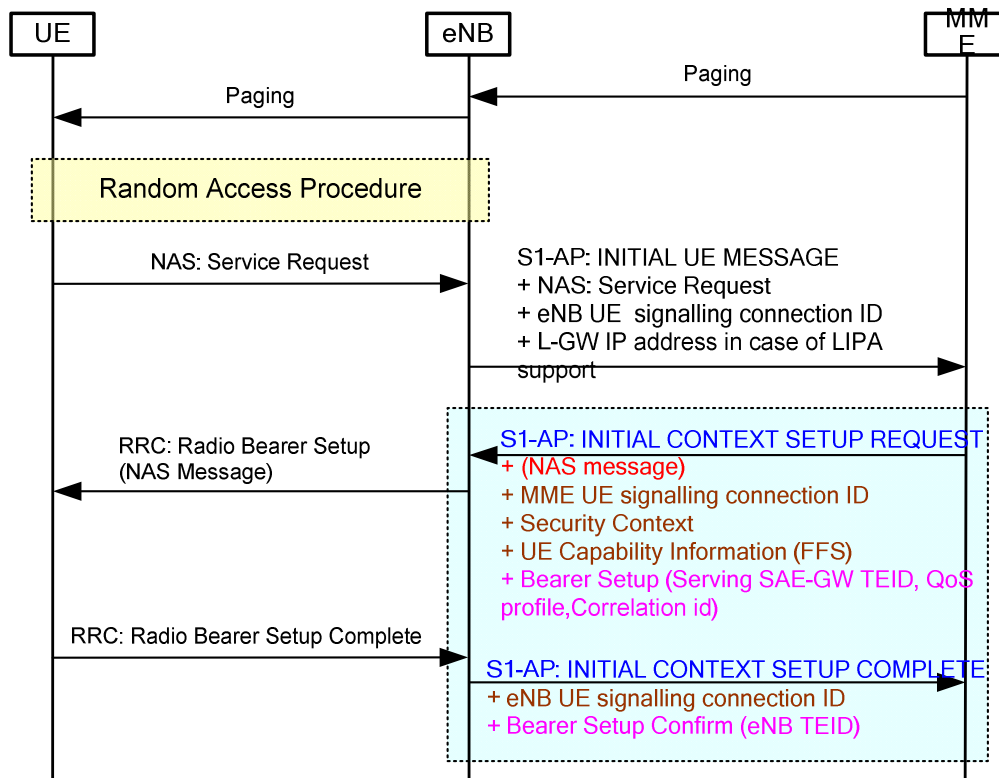 UE
eNB
MM
E
Paging
Paging
Random Access Procedure
NAS: Service Request
S1-AP: INITIAL UE MESSAGE
+ NAS: Service Request
+ eNB UE  signalling connection ID
+ L-GW IP address in case of LIPA
support
RRC: Radio Bearer Setup
(NAS Message)
S1-AP: INITIAL CONTEXT SETUP REQUEST
+ (NAS message)
+ MME UE signalling connection ID
+ Security Context
+ UE Capability Information (FFS)
+ Bearer Setup (Serving SAE-GW TEID, QoS
profile,Correlation id)
RRC: Radio Bearer Setup Complete
S1-AP: INITIAL CONTEXT SETUP COMPLETE
+ eNB UE signalling connection ID
+ Bearer Setup Confirm (eNB TEID)